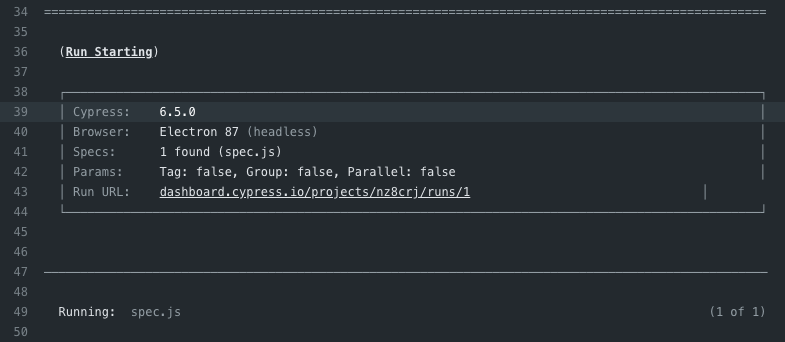 34 ====================================================================================================
35
36 (Run Starting)
37
38
39 Cypress: 6.5.0
40 Browser: Electron 87 (headless)
41 Specs: 1 found (spec.js)
42 Params: Tag: false, Group: false, Parallel: false
43 Run URL: dashboard.cypress.io/projects/nz8crj/runs/1
44
45
46
47
48
49 Running: spec.js (1 of 1)
50